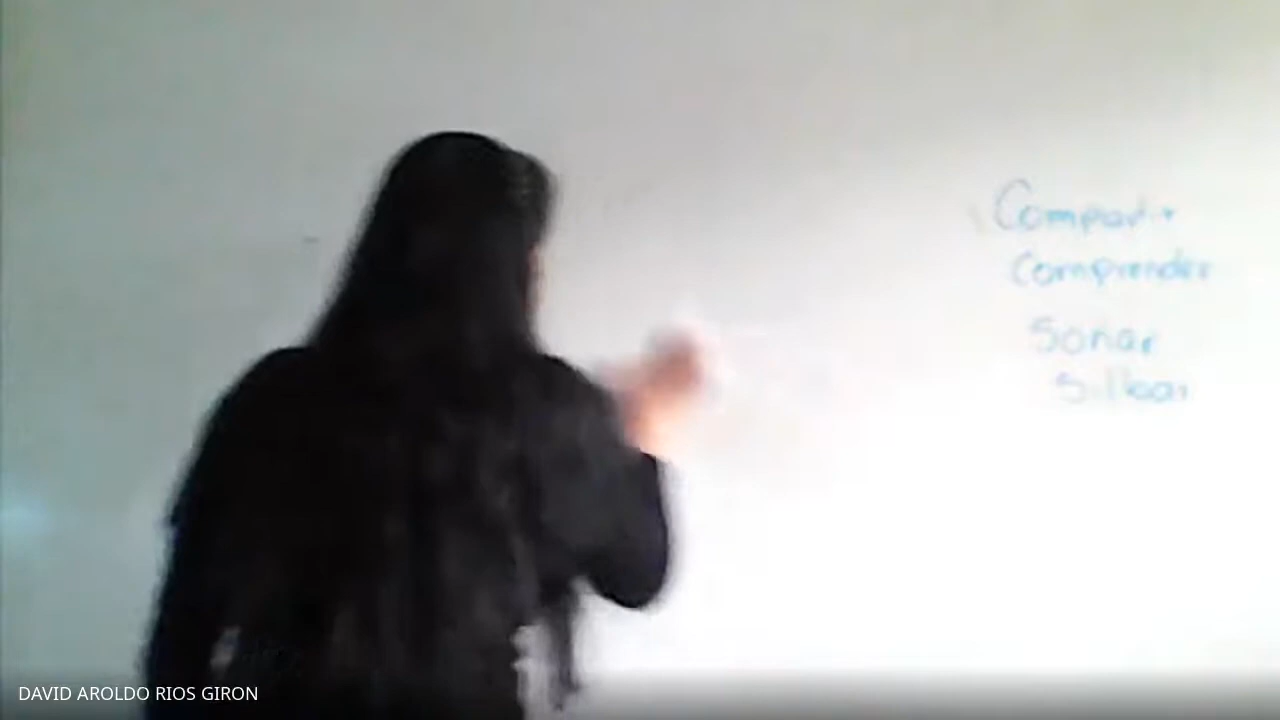 Compartir
Comprender
Soñar
Silbar
DAVID AROLDO RIOS GIRON